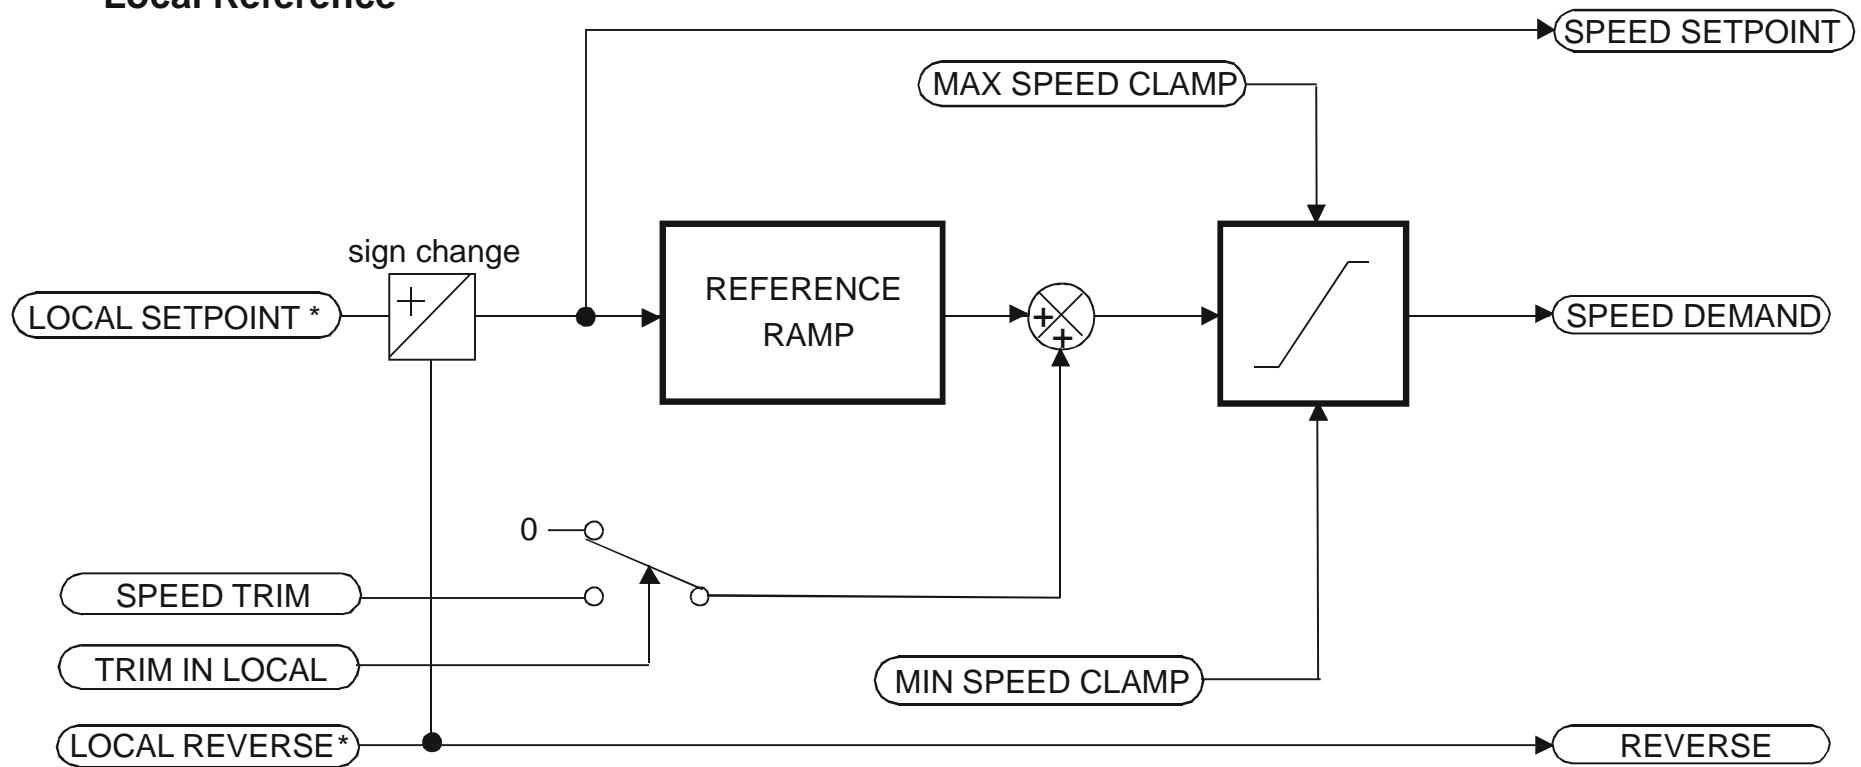 Local Reference
SPEED SETPOINT
MAX SPEED CLAMP
sign change
+
LOCAL SETPOINT *
REFERENCE
RAMP
+
+
SPEED DEMAND
0
SPEED TRIM
TRIM IN LOCAL
MIN SPEED CLAMP
LOCAL REVERSE *
REVERSE